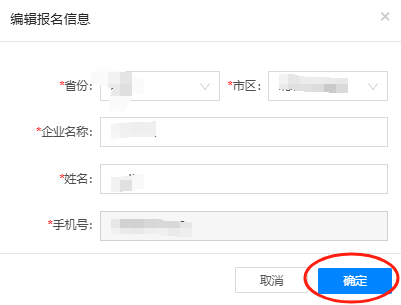 编辑报名信息 ×
*省份： *市区：
*企业名称：
*姓名：
*手机号：
取消 确定